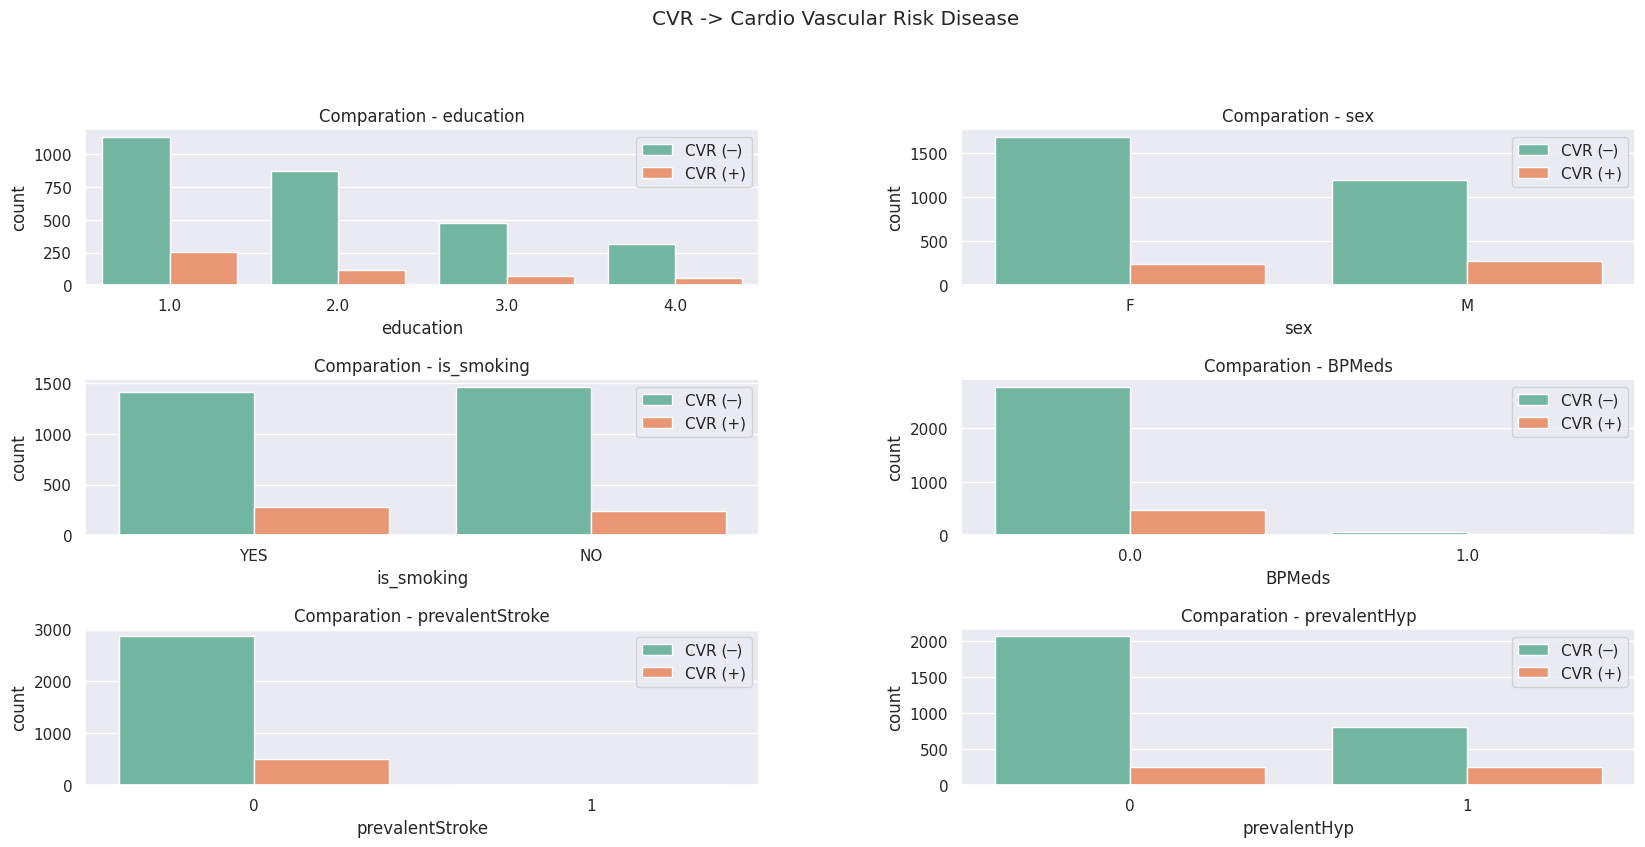 CVR -> Cardio Vascular Risk Disease
Comparation - education
count
1000
750
500
250
0
CVR (−)
CVR (+)
1.0 2.0 3.0 4.0
education
Comparation - sex
count
1500
1000
500
0
CVR (−)
CVR (+)
F M
sex
Comparation - is_smoking
count
1500
1000
500
0
CVR (−)
CVR (+)
YES NO
is_smoking
Comparation - BPMeds
count
2000
1000
0
CVR (−)
CVR (+)
0.0 1.0
BPMeds
Comparation - prevalentStroke
count
3000
2000
1000
0
CVR (−)
CVR (+)
0 1
prevalentStroke
Comparation - prevalentHyp
count
2000
1500
1000
500
0
CVR (−)
CVR (+)
0 1
prevalentHyp